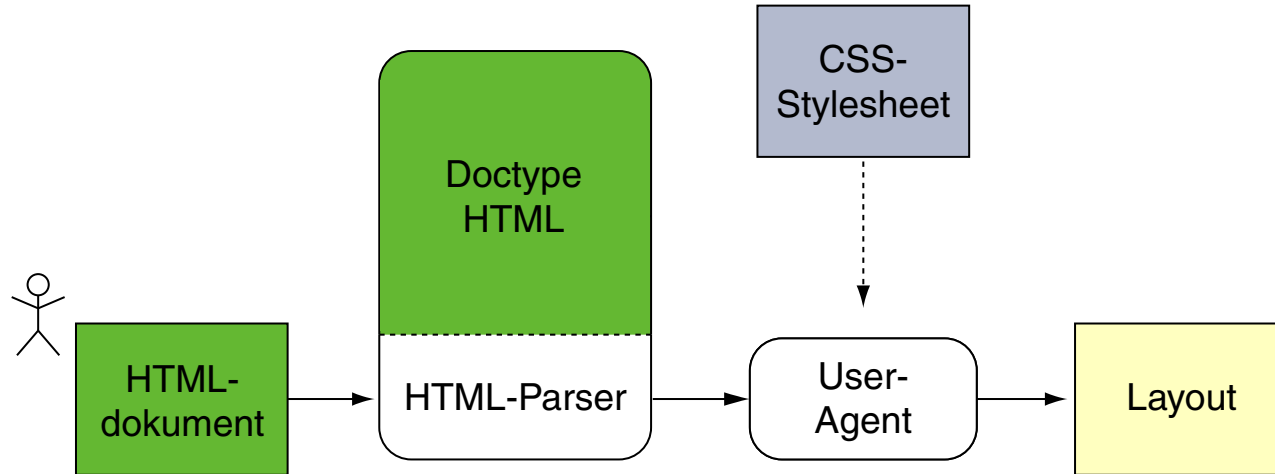 CSS-
Stylesheet
Doctype
HTML
HTML-
dokument
HTML-Parser
User-
Agent
Layout